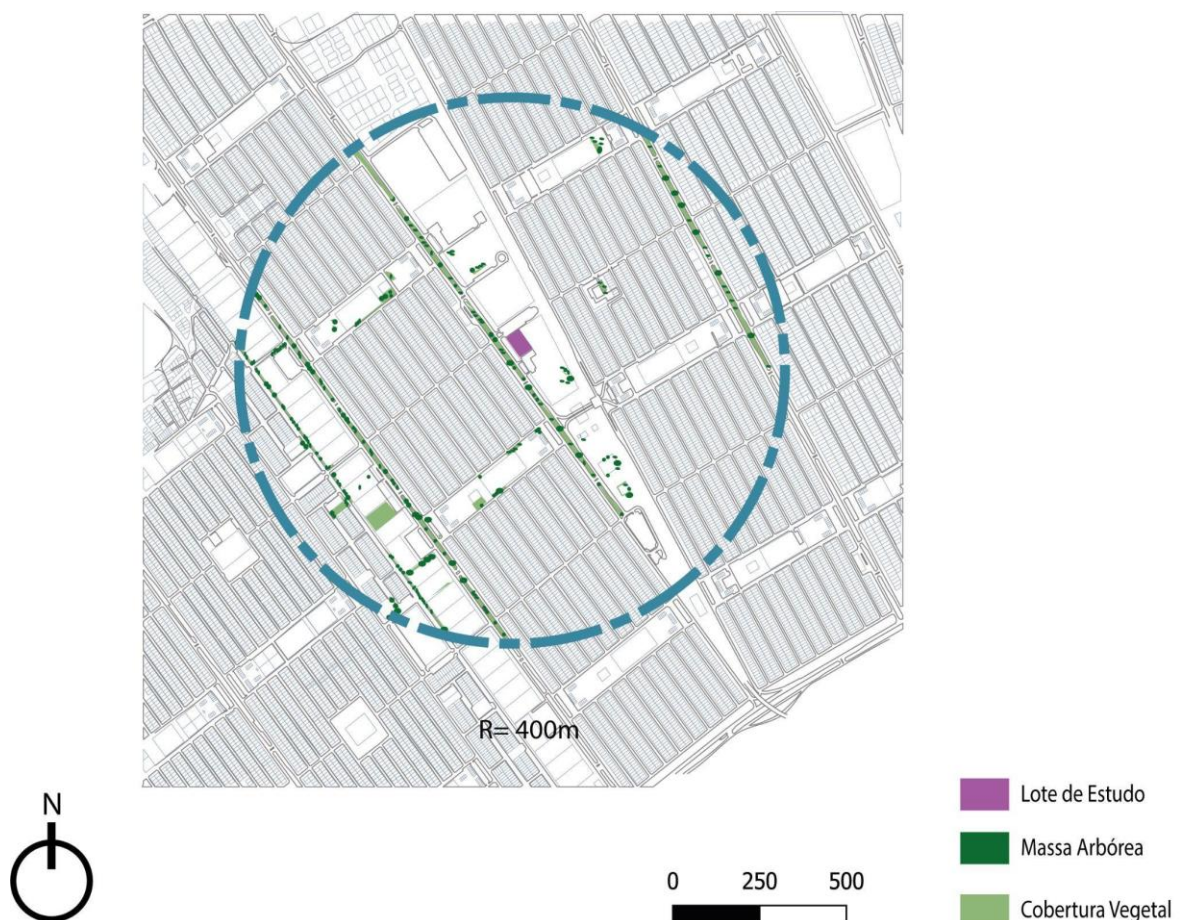 R= 400m
N
0 250 500
Lote de Estudo
Massa Arbórea
Cobertura Vegetal